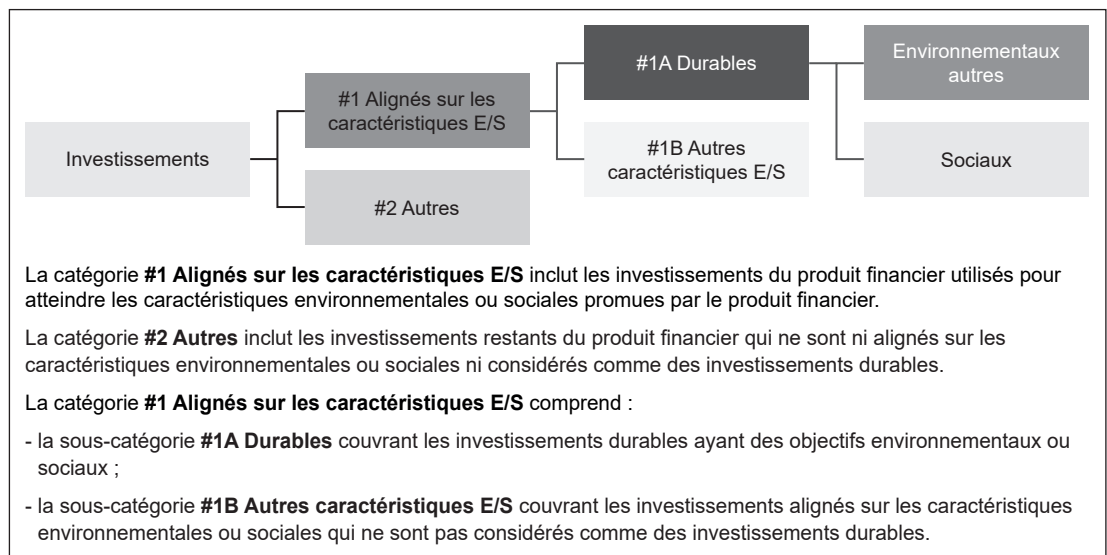 #1A Durables
Environnementaux
autres
#1 Alignés sur les
caractéristiques E/S
Investissements
#1B Autres
caractéristiques E/S
Sociaux
#2 Autres
La catégorie #1 Alignés sur les caractéristiques E/S inclut les investissements du produit financier utilisés pour
atteindre les caractéristiques environnementales ou sociales promues par le produit financier.
La catégorie #2 Autres inclut les investissements restants du produit financier qui ne sont ni alignés sur les
caractéristiques environnementales ou sociales ni considérés comme des investissements durables.
La catégorie #1 Alignés sur les caractéristiques E/S comprend :
- la sous-catégorie #1A Durables couvrant les investissements durables ayant des objectifs environnementaux ou
sociaux ;
- la sous-catégorie #1B Autres caractéristiques E/S couvrant les investissements alignés sur les caractéristiques
environnementales ou sociales qui ne sont pas considérés comme des investissements durables.